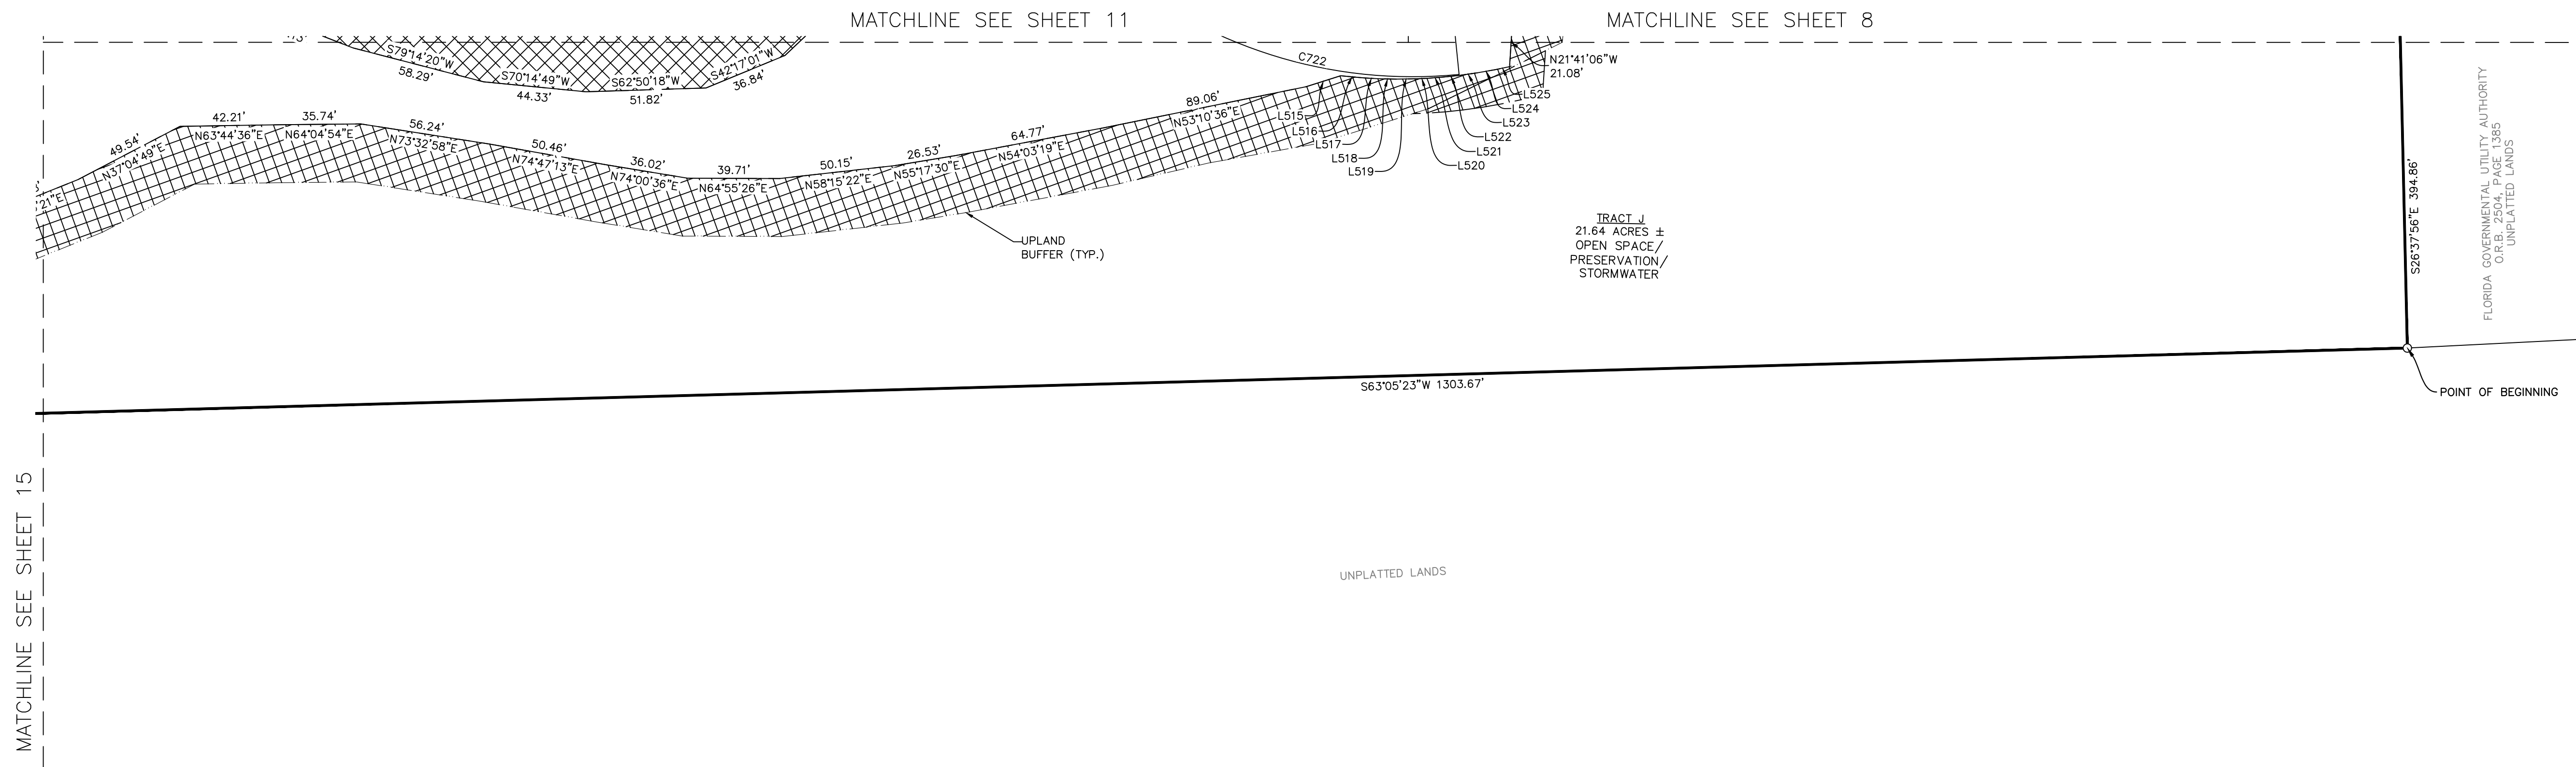 MATCHLINE SEE SHEET 11
MATCHLINE SEE SHEET 8
S79°14'20"W
58.29'
S70°14'49"W
44.33'
S62°50'18"W
51.82'
S42°17'01"W
36.84'
C722
N21°41'06"W
21.08'
L525
L524
L523
L522
L521
L520
L515
L516
L517
L518
L519
'21"E
49.54'
N37°04'49"E
42.21'
N63°44'36"E
35.74'
N64°04'54"E
56.24'
N73°32'58"E
50.46'
N74°47'13"E
36.02'
N74°00'36"E
39.71'
N64°55'26"E
50.15'
N58°15'22"E
26.53'
N55°17'30"E
64.77'
N54°03'19"E
89.06'
N53°10'36"E
UPLAND
BUFFER (TYP.)
TRACT J
21.64 ACRES ±
OPEN SPACE/
PRESERVATION/
STORMWATER
S26°37'56"E 394.86'
FLORIDA GOVERNMENTAL UTILITY AUTHORITY
O.R.B. 2504, PAGE 1385
UNPLATTED LANDS
S63°05'23"W 1303.67'
POINT OF BEGINNING
UNPLATTED LANDS
MATCHLINE SEE SHEET 15